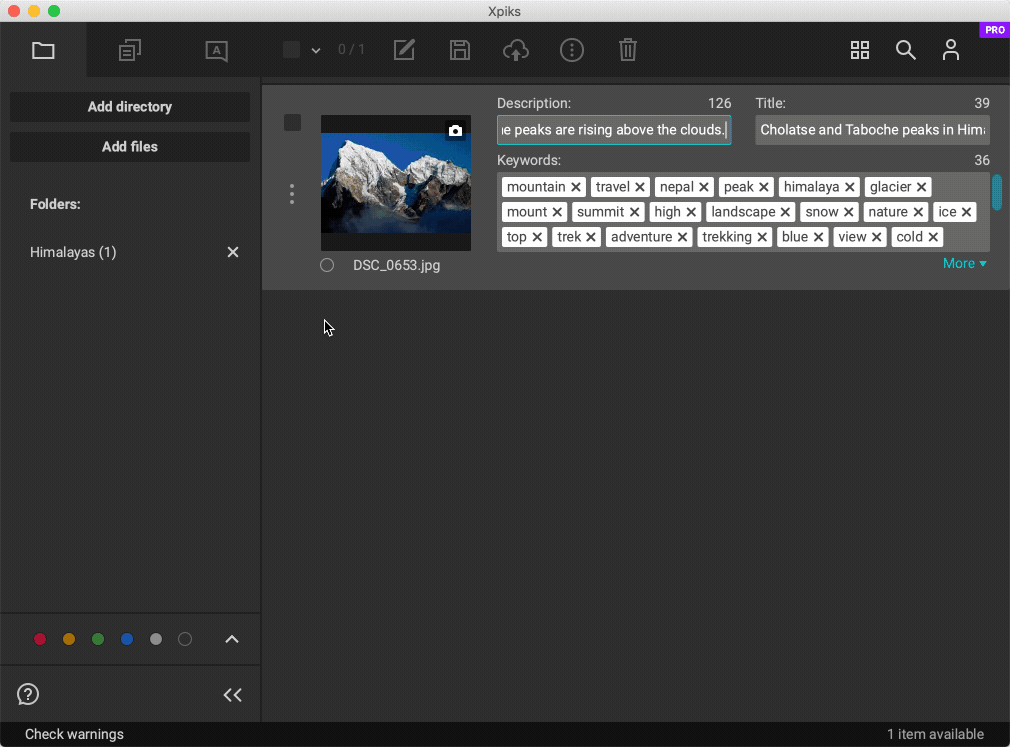 Xpiks
PRO
A
0 / 1
Add directory
Add files
Folders:
Himalayas (1)
Description: 126
Title: 39
peaks are rising above the clouds.
Cholatse and Taboche peaks in
Keywords: 36
mountain travel nepal peak himalaya glacier
mount summit high landscape snow nature ice
top trek adventure trekking blue view cold
More
DSC_0653.jpg
?
Check warnings
1 item available